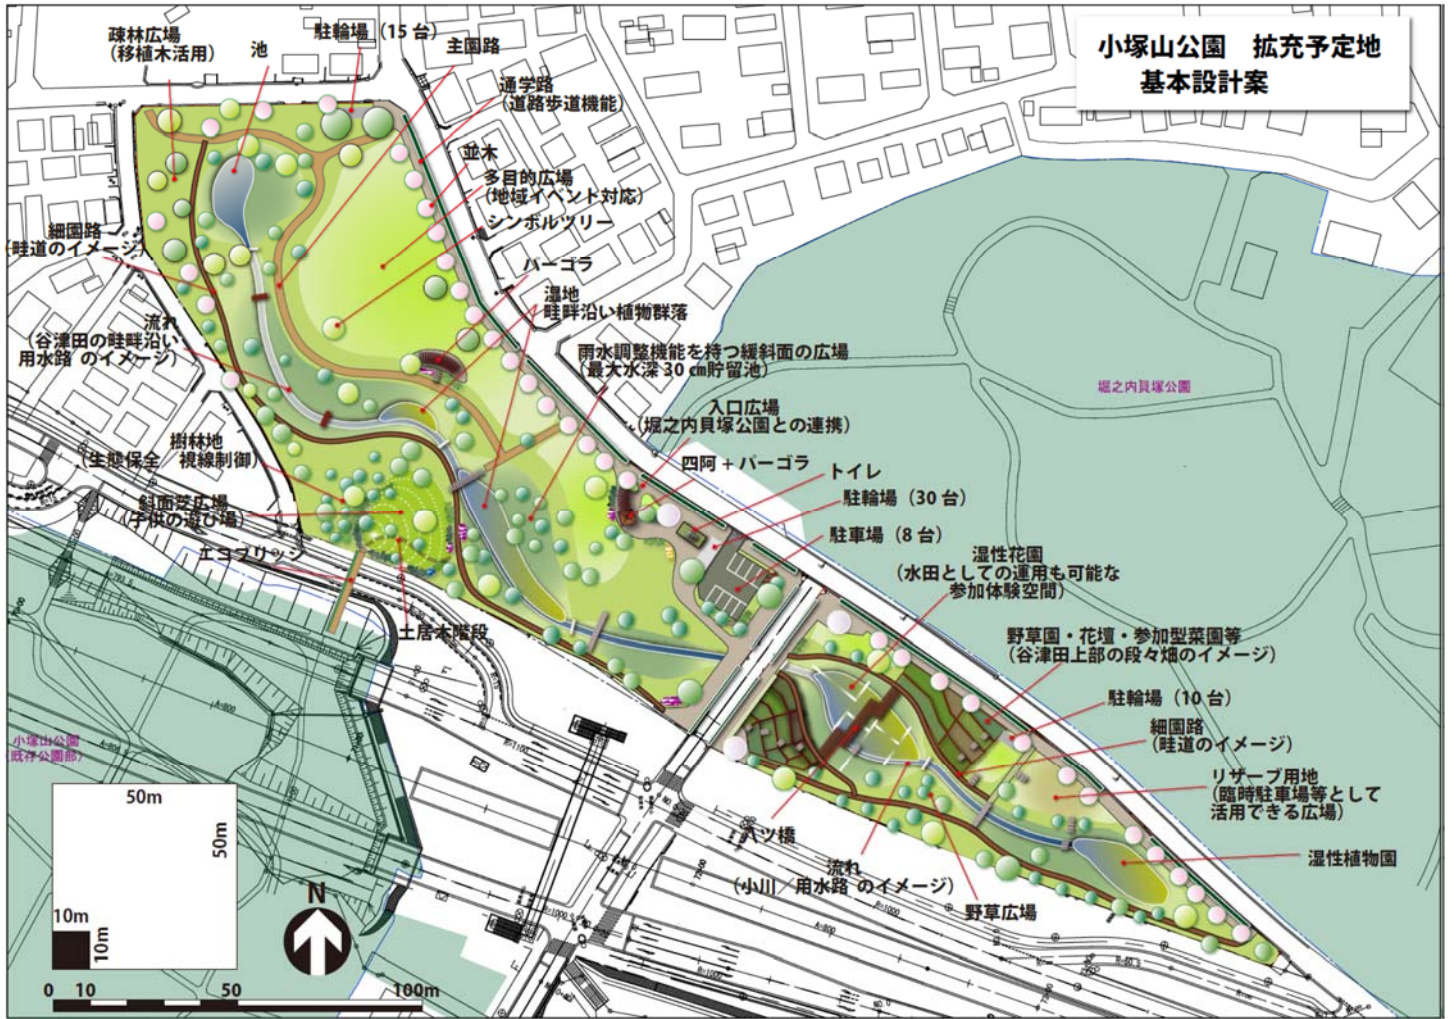 小塚山公園　拡充予定地
基本設計案
疎林広場
（移植木活用）
池
駐輪場（15 台）
主園路
通学路
（道路歩道機能）
並木
多目的広場
（地域イベント対応）
シンボルツリー
パーゴラ
湿地
畦畔沿い植物群落
細園路
（畦道のイメージ）
流れ
（谷津田の畦畔沿い
用水路 のイメージ）
雨水調整機能を持つ緩斜面の広場
（最大水深 30 ㎝貯留池）
堀之内貝塚公園
入口広場
（堀之内貝塚公園との連携）
四阿 + パーゴラ
トイレ
駐輪場（30 台）
駐車場（8 台）
樹林地
（生態保全　視線制御）
斜面芝広場
（子供の遊び場）
エコブリッジ
土居木階段
湿性花園
（水田としての運用も可能な
参加体験空間）
野草園・花壇・参加型菜園等
（谷津田上部の段々畑のイメージ）
駐輪場（10 台）
細園路
（畦道のイメージ）
リザーブ用地
（臨時駐車場等として
活用できる広場）
湿性植物園
八ツ橋
流れ
（小川／用水路 のイメージ）
野草広場
小塚山公園
（既存公園部）
50m
50m
10m
10m
N
0 10 50 100m
R=1100
A=800
A=800
R=1000
R=1000